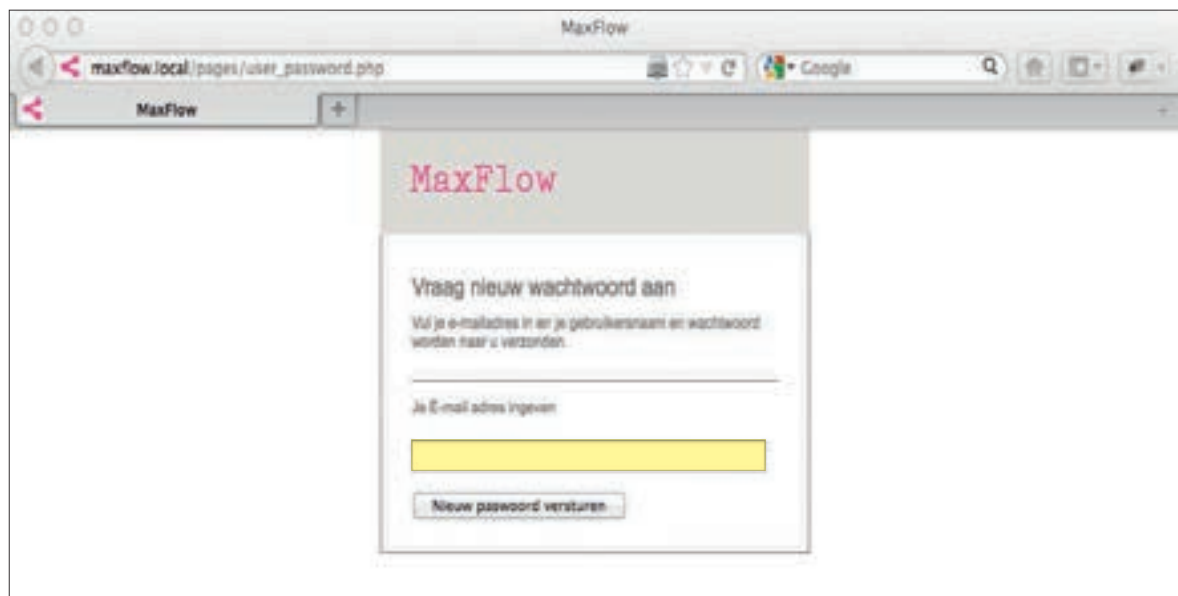 MaxFlow
maxflow.local/pages/user_password.php
Google
MaxFlow
MaxFlow
Vraag nieuw wachtwoord aan
Vul je e-mailadres in en je gebruikersnaam en wachtwoord
worden naar u verzonden.
Je E-mail adres ingeven
Nieuw paswoord versturen